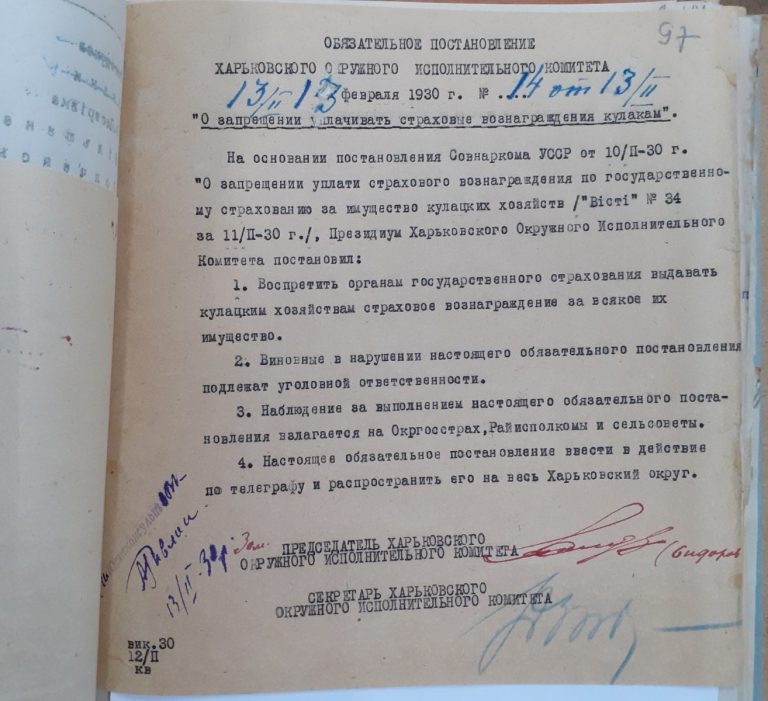 97
ОБЯЗАТЕЛЬНОЕ ПОСТАНОВЛЕНИЕ
ХАРЬКОВСКОГО ОКРУЖНОГО ИСПОЛНИТЕЛЬНОГО КОМИТЕТА
13/II 13 февраля 1930 г. № 14 от 13/II
"О запрещении уплачивать страховые вознаграждения кулакам".
На основании постановления Совнаркома УССР от 10/II-30 г.
"О запрещении уплати страхового вознаграждения по государственно-
му страхованию за имущество кулацких хозяйств /"Вісті" № 34
за 11/II-30 г./, Президиум Харьковского Окружного Исполнительного
Комитета постановил:
1. Воспретить органам государственного страхования выдавать
кулацким хозяйствам страховое вознаграждение за всякое их
имущество.
2. Виновные в нарушении настоящего обязательного постановления
подлежат уголовной ответственности.
3. Наблюдение за выполнением настоящего обязательного поста-
новления взлагается на Окргосстрах,Райисполкомы и сельсоветы.
4. Настоящее обязательное постановление ввести в действие
по телеграфу и распространить его на весь Харьковский округ.
13/II-30р
Зам. ПРЕДСЕДАТЕЛЬ ХАРЬКОВСКОГО
ОКРУЖНОГО ИСПОЛНИТЕЛЬНОГО КОМИТЕТА
(Сидоров
СЕКРЕТАРЬ ХАРЬКОВСКОГО
ОКРУЖНОГО ИСПОЛНИТЕЛЬНОГО КОМИТЕТА
вик.30
12/II
кв